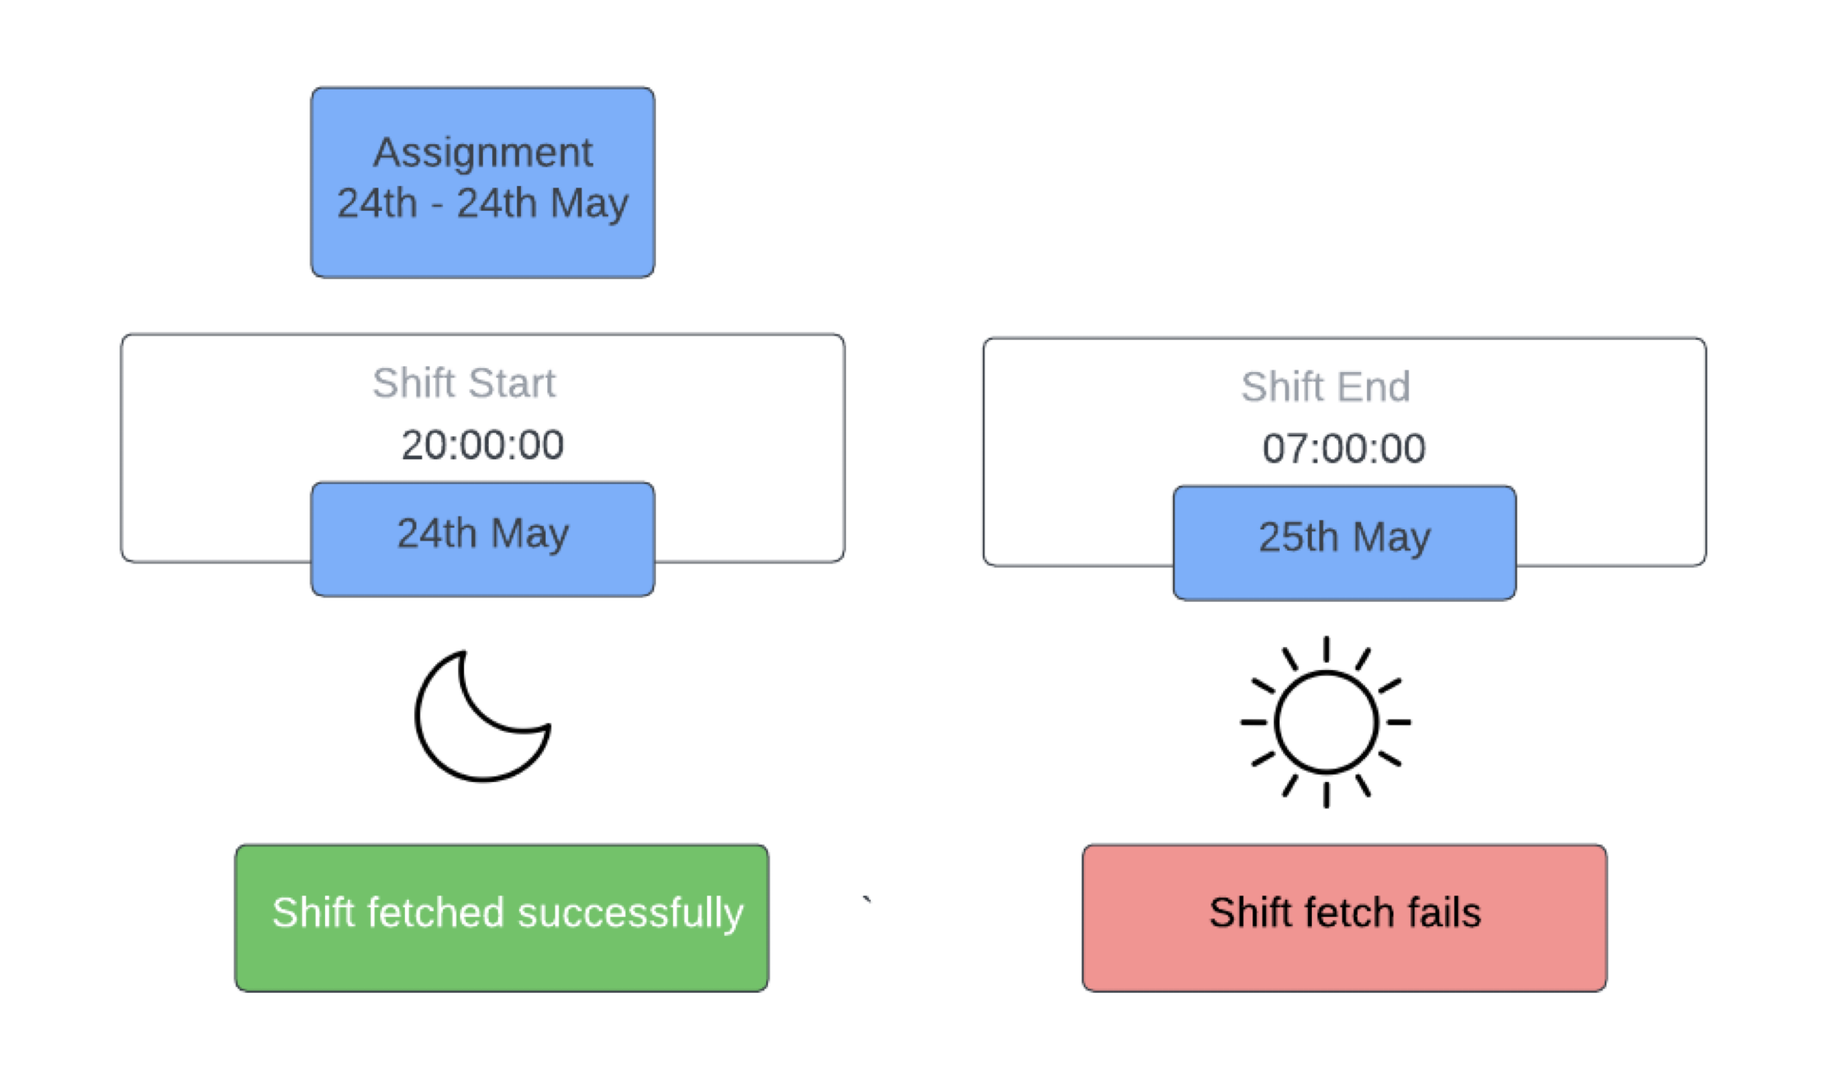 Assignment
24th - 24th May
Shift Start
20:00:00
24th May
Shift End
07:00:00
25th May
Shift fetched successfully
`
Shift fetch fails